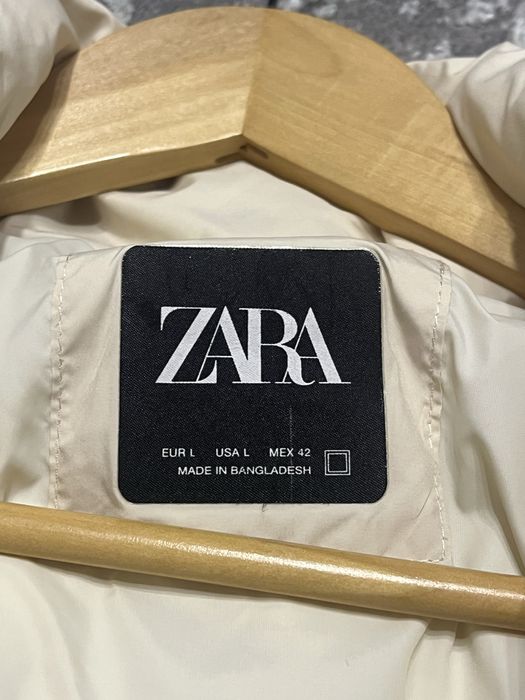 ZARA
EUR L USA L MEX 42
MADE IN BANGLADESH